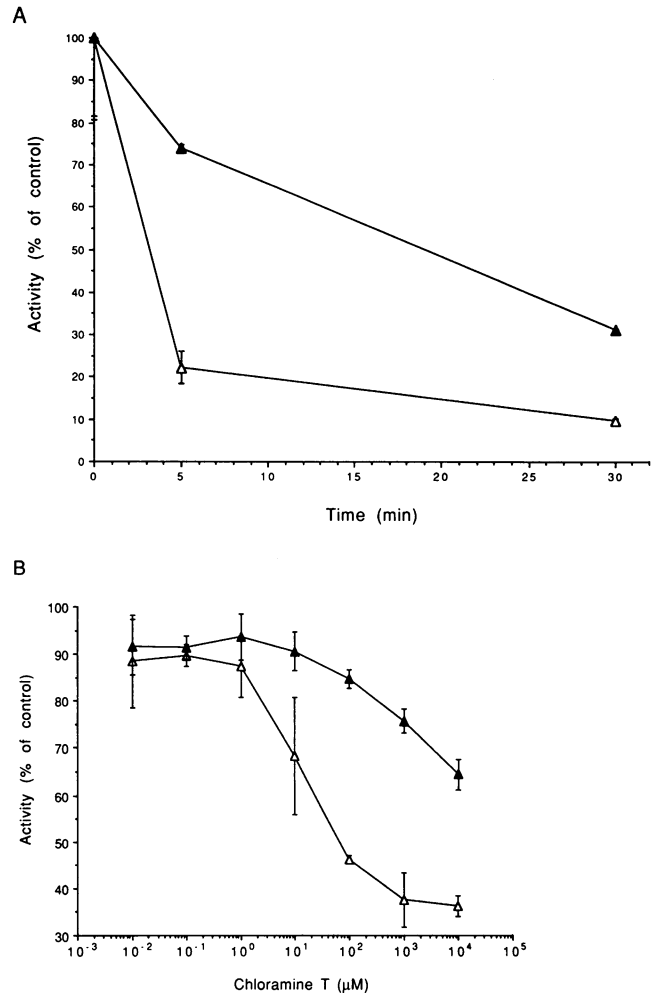 A
Activity (% of control)
100
90
80
70
60
50
40
30
20
10
0
0 5 10 15 20 25 30
Time (min)
B
Activity (% of control)
100
90
80
70
60
50
40
30
10⁻³ 10⁻² 10⁻¹ 10⁰ 10¹ 10² 10³ 10⁴ 10⁵
Chloramine T (μM)